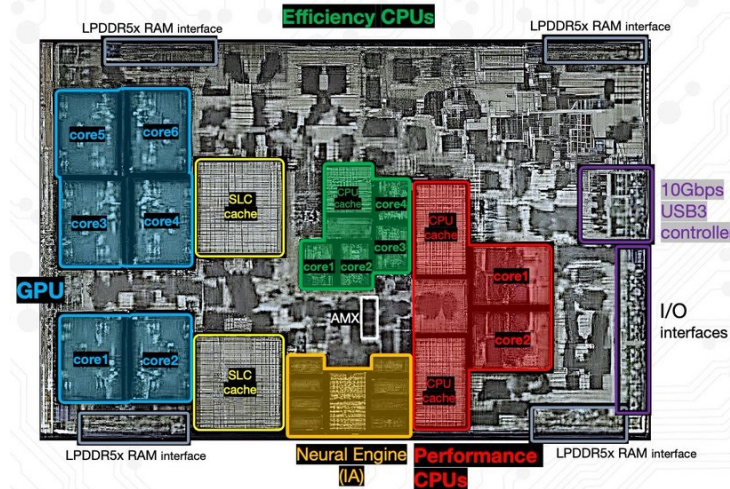 Efficiency CPUs
LPDDR5x RAM interface
LPDDR5x RAM interface
core5
core6
core3
core4
SLC
cache
CPU
cache
core4
core3
core1
core2
CPU
cache
core1
core2
10Gbps
USB3
controlle
GPU
AMX
I/O
interfaces
core1
core2
SLC
cache
CPU
cache
LPDDR5x RAM interface
Neural Engine
(IA)
Performance
CPUs
LPDDR5x RAM interface